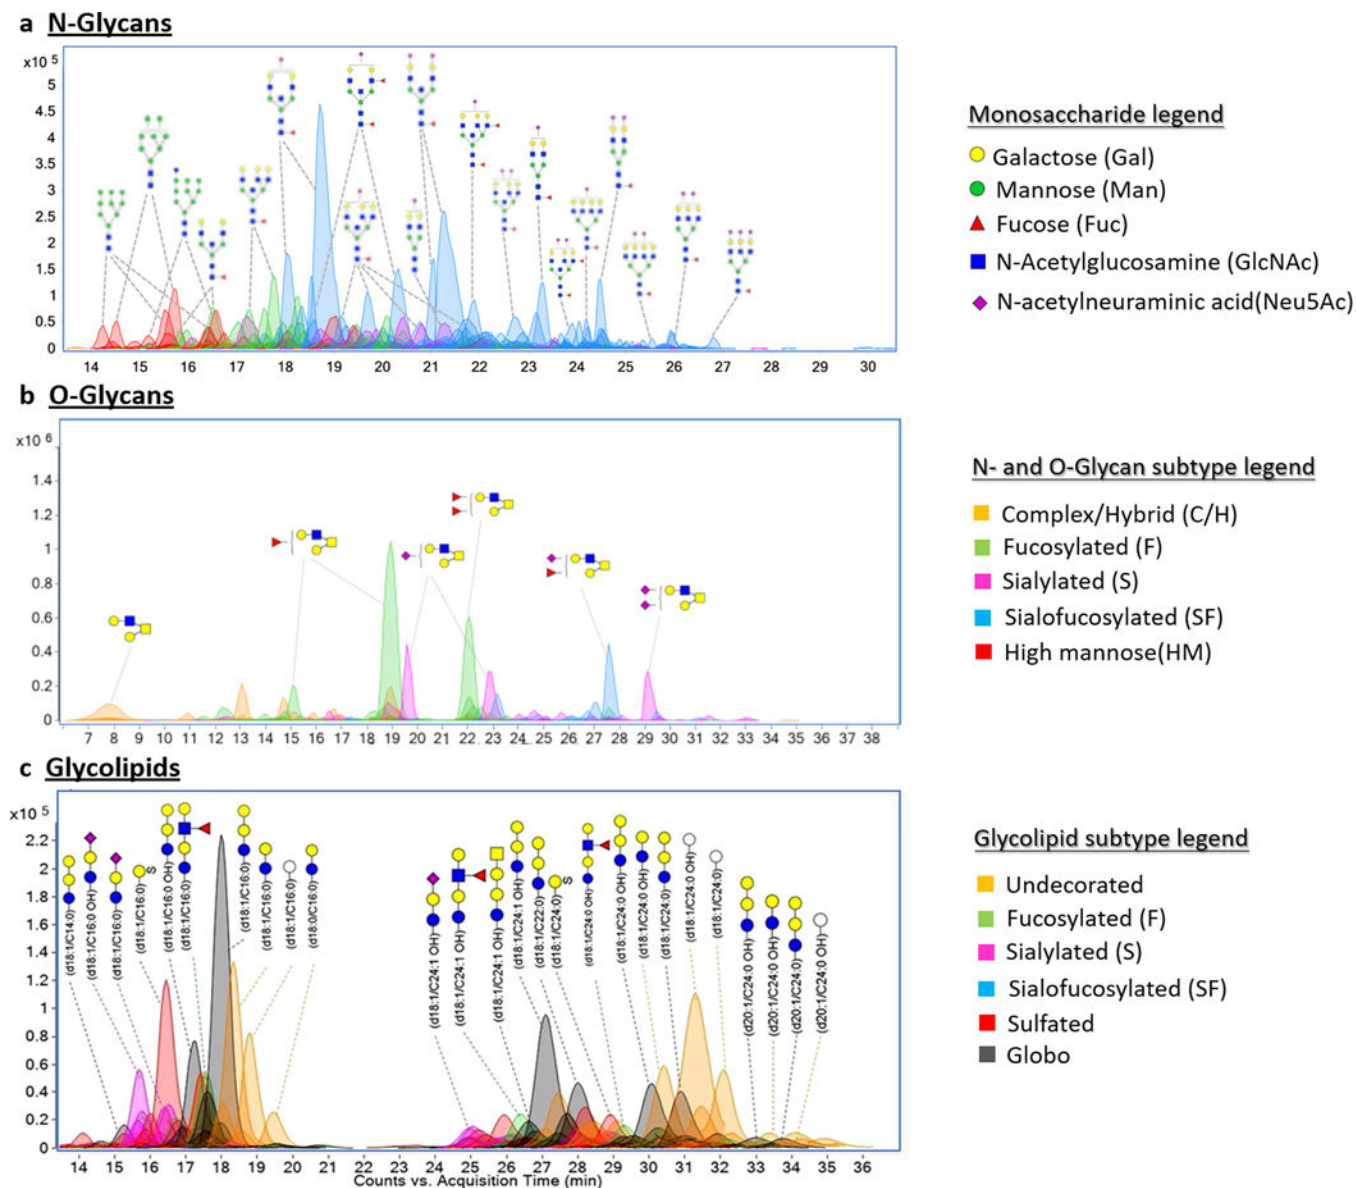 a N-Glycans
x10 5
5
4.5
4
3.5
3
2.5
2
1.5
1
0.5
0
14 15 16 17 18 19 20 21 22 23 24 25 26 27 28 29 30
Monosaccharide legend
Galactose (Gal)
Mannose (Man)
Fucose (Fuc)
N-Acetylglucosamine (GlcNAc)
N-acetylneuraminic acid(Neu5Ac)
b O-Glycans
x10 6
1.4
1.2
1
0.8
0.6
0.4
0.2
0
7 8 9 10 11 12 13 14 15 16 17 18 19 20 21 22 23 24 25 26 27 28 29 30 31 32 33 34 35 36 37 38
N- and O-Glycan subtype legend
Complex/Hybrid (C/H)
Fucosylated (F)
Sialylated (S)
Sialofucosylated (SF)
High mannose(HM)
c Glycolipids
x10 5
2.2
2
1.8
1.6
1.4
1.2
1
0.8
0.6
0.4
0.2
0
S
(d18:1/C14:0)
(d18:1/C16:0 OH)
(d18:1/C16:0)
(d18:1/C16:0)
(d18:1/C16:0 OH)
(d18:1/C16:0)
(d18:1/C16:0)
(d18:1/C16:0)
(d18:1/C16:0)
(d18:0/C16:0)
S
(d18:1/C24:1 OH)
(d18:1/C24:1 OH)
(d18:1/C24:1 OH)
(d18:1/C24:1 OH)
(d18:1/C22:0)
(d18:1/C24:0)
(d18:1/C24:0 OH)
(d18:1/C24:0 OH)
(d18:1/C24:0 OH)
(d18:1/C24:0)
(d18:1/C24:0 OH)
(d18:1/C24:0)
(d20:1/C24:0 OH)
(d20:1/C24:0 OH)
(d20:1/C24:0)
(d20:1/C24:0 OH)
14 15 16 17 18 19 20 21 22 23 24 25 26 27 28 29 30 31 32 33 34 35 36
Counts vs. Acquisition Time (min)
Glycolipid subtype legend
Undecorated
Fucosylated (F)
Sialylated (S)
Sialofucosylated (SF)
Sulfated
Globo